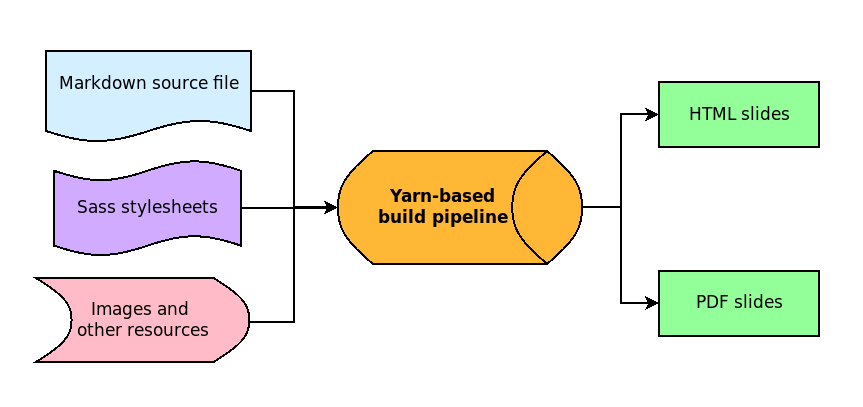 Markdown source file
Sass stylesheets
Images and
other resources
Yarn-based
build pipeline
HTML slides
PDF slides